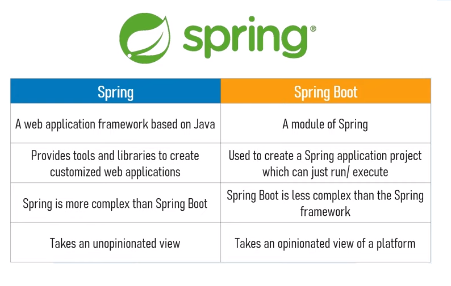 spring®
Spring
Spring Boot
A web application framework based on Java
A module of Spring
Provides tools and libraries to create
customized web applications
Used to create a Spring application project
which can just run/ execute
Spring is more complex than Spring Boot
Spring Boot is less complex than the Spring
framework
Takes an unopinionated view
Takes an opinionated view of a platform